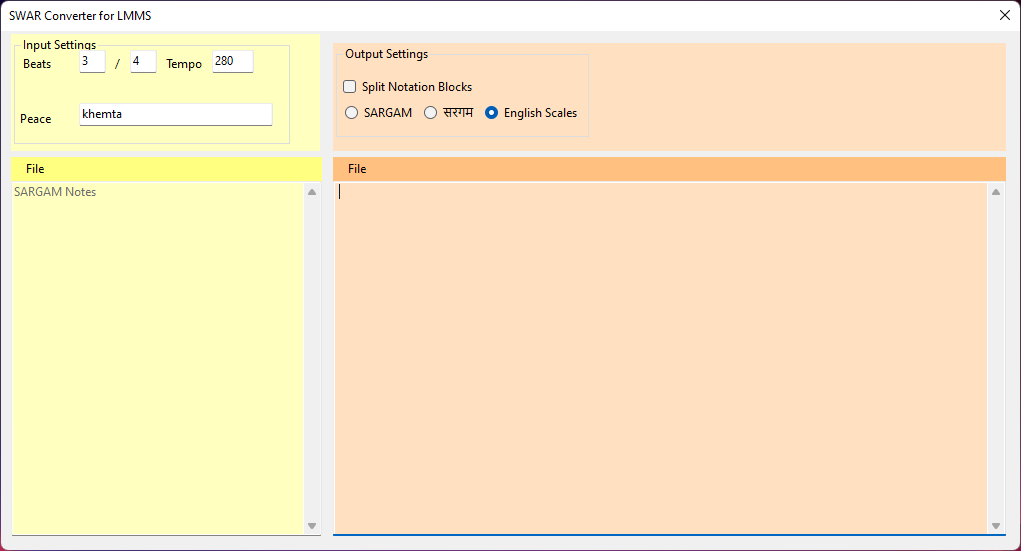 SWAR Converter for LMMS
Input Settings
Beats 3 / 4 Tempo 280
Peace khemta
Output Settings
Split Notation Blocks
SARGAM सरगम English Scales
File
SARGAM Notes
File